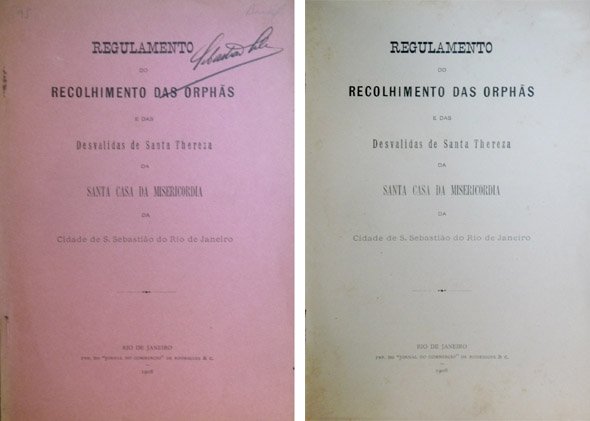 REGULAMENTO
DO
RECOLHIMENTO DAS ORPHÃS
E DAS
Desvalidas de Santa Thereza
DA
SANTA CASA DA MISERICORDIA
DA
Cidade de S. Sebastião do Rio de Janeiro
RIO DE JANEIRO
TYP. DO "JORNAL DO COMMERCIO" DE RODRIGUES & C.
1908
REGULAMENTO
DO
RECOLHIMENTO DAS ORPHÃS
E DAS
Desvalidas de Santa Thereza
DA
SANTA CASA DA MISERICORDIA
DA
Cidade de S. Sebastião do Rio de Janeiro
RIO DE JANEIRO
TYP. DO "JORNAL DO COMMERCIO" DE RODRIGUES & C.
1908